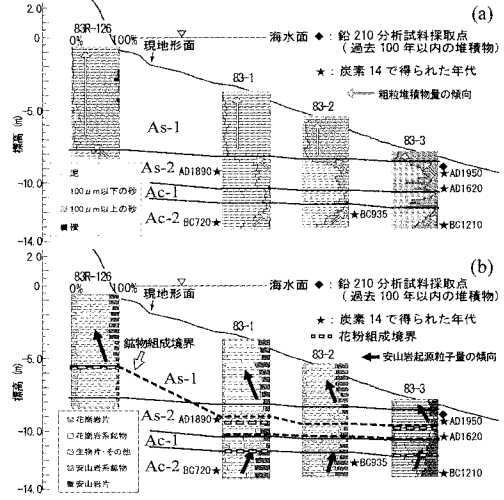 (a)
2.0
0
-5.0
-10.0
-14.0
標高(m)
83R-126
0% 100%
現地形面
海水面
◆：鉛210分析試料採取点
(過去100年以内の堆積物)
★：炭素14で得られた年代
⇐：粗粒堆積物量の傾向
83-1
83-2
83-3
As-1
As-2
Ac-1
Ac-2
AD1890★
BC720★
★BC935
★AD1950
★AD1620
★BC1210
泥
100μm以下の砂
100μm以上の砂
礫
(b)
2.0
0
-5.0
-10.0
-14.0
標高(m)
83R-126
0% 100%
現地形面
海水面
◆：鉛210分析試料採取点
(過去100年以内の堆積物)
★：炭素14で得られた年代
：花粉組成境界
：安山岩起源粒子量の傾向
鉱物組成境界
83-1
83-2
83-3
As-1
As-2
Ac-1
Ac-2
AD1890★
BC720★
★BC935
★AD1950
★AD1620
★BC1210
花崗岩片
花崗岩系鉱物
生物片・その他
安山岩系鉱物
安山岩片